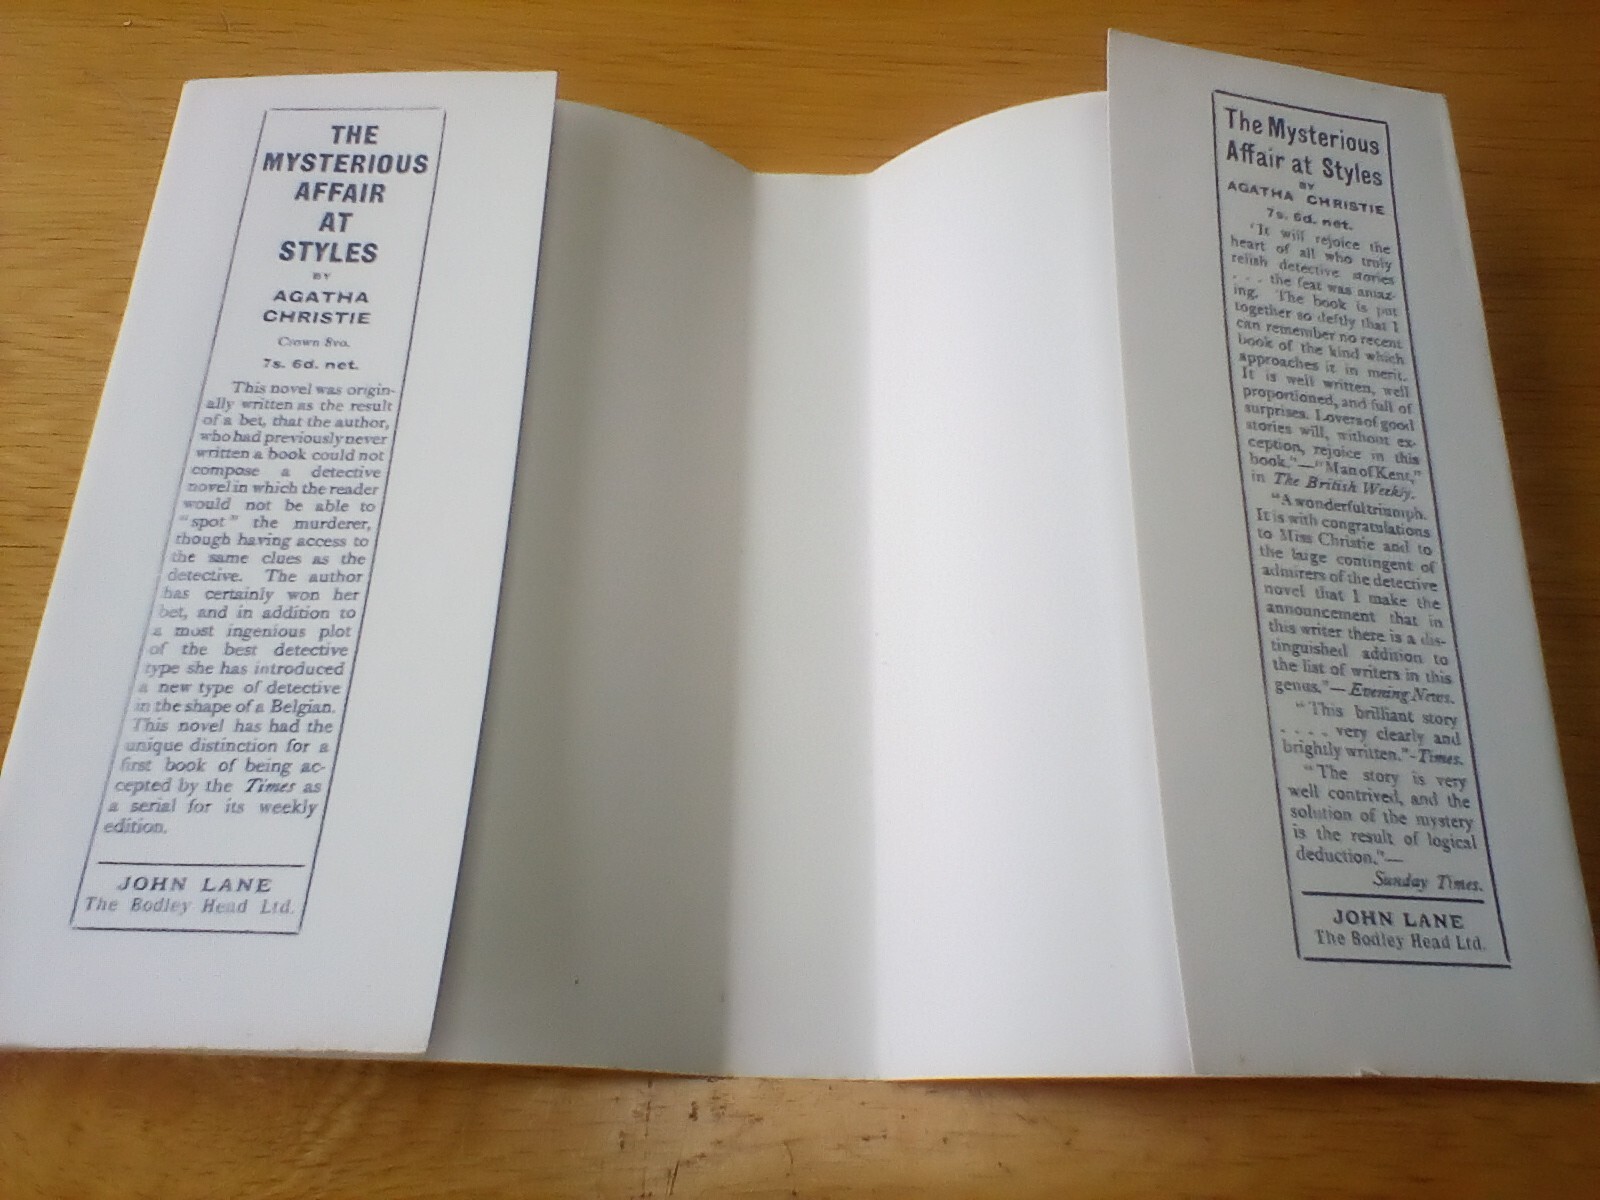 THE
MYSTERIOUS
AFFAIR
AT
STYLES
BY
AGATHA
CHRISTIE
Crown 8vo.
7s. 6d. net.
This novel was origin-
ally written as the result
of a bet, that the author,
who had previously never
written a book could not
compose a detective
novel in which the reader
would not be able to
"spot" the murderer,
though having access to
the same clues as the
detective. The author
has certainly won her
bet, and in addition to
a most ingenious plot
of the best detective
type she has introduced
a new type of detective
in the shape of a Belgian.
This novel has had the
unique distinction for a
first book of being ac-
cepted by the Times as
a serial for its weekly
edition.
JOHN LANE
The Bodley Head Ltd.
The Mysterious
Affair at Styles
BY
AGATHA CHRISTIE
7s. 6d. net.
"It will rejoice the
heart of all who truly
relish detective stories
. . . the feat was amaz-
ing. The book is put
together so deftly that I
can remember no recent
book of the kind which
approaches it in merit.
It is well written, well
proportioned, and full of
surprises. Lovers of good
stories will, without ex-
ception, rejoice in this
book."—"Man of Kent,"
in The British Weekly.
"A wonderful triumph.
It is with congratulations
to Miss Christie and to
the large contingent of
admirers of the detective
novel that I make the
announcement that in
this writer there is a dis-
tinguished addition to
the list of writers in this
genus."—Evening News.
"This brilliant story
. . . . very clearly and
brightly written."-Times.
"The story is very
well contrived, and the
solution of the mystery
is the result of logical
deduction."—
Sunday Times.
JOHN LANE
The Bodley Head Ltd.